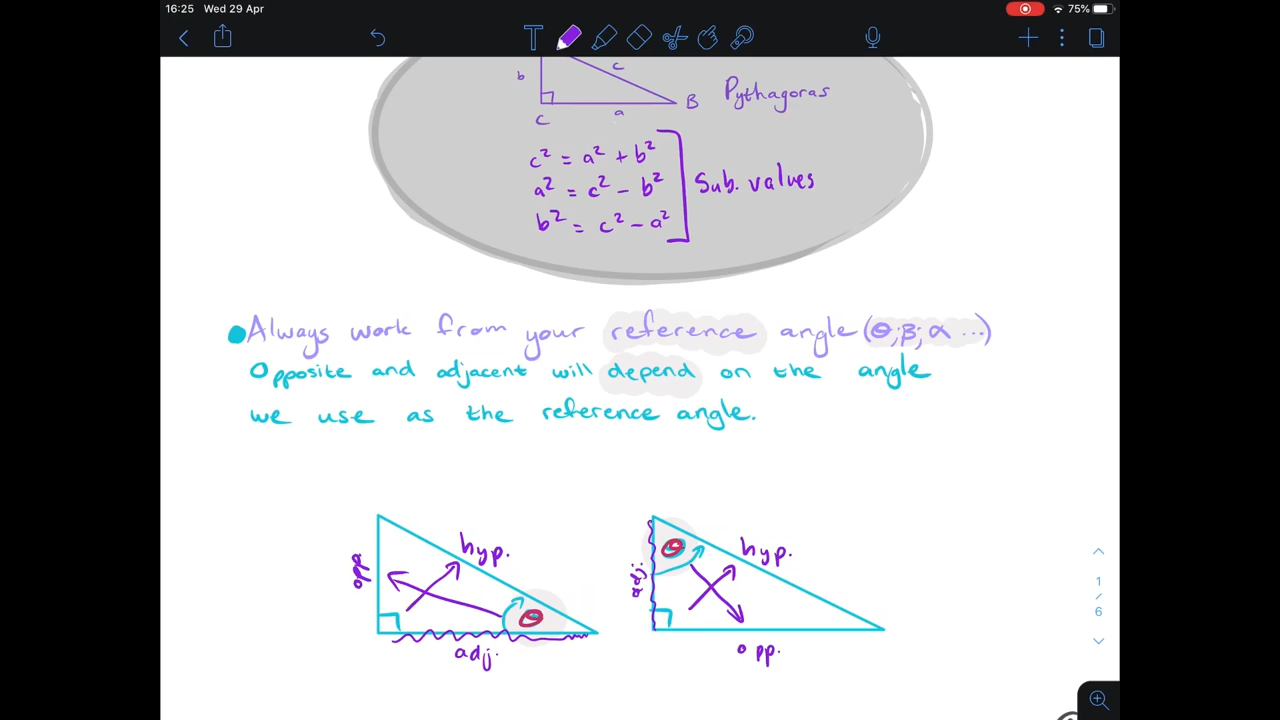 16:25 Wed 29 Apr
75%
T
c
b
B
Pythagoras
C
a
c² = a² + b²
a² = c² - b²
b² = c² - a²
Sub. values
Always work from your reference angle (θ;β;α ...)
Opposite and adjacent will depend on the angle
we use as the reference angle.
hyp.
opp
θ
adj.
θ
hyp.
adj.
opp.
1
/
6